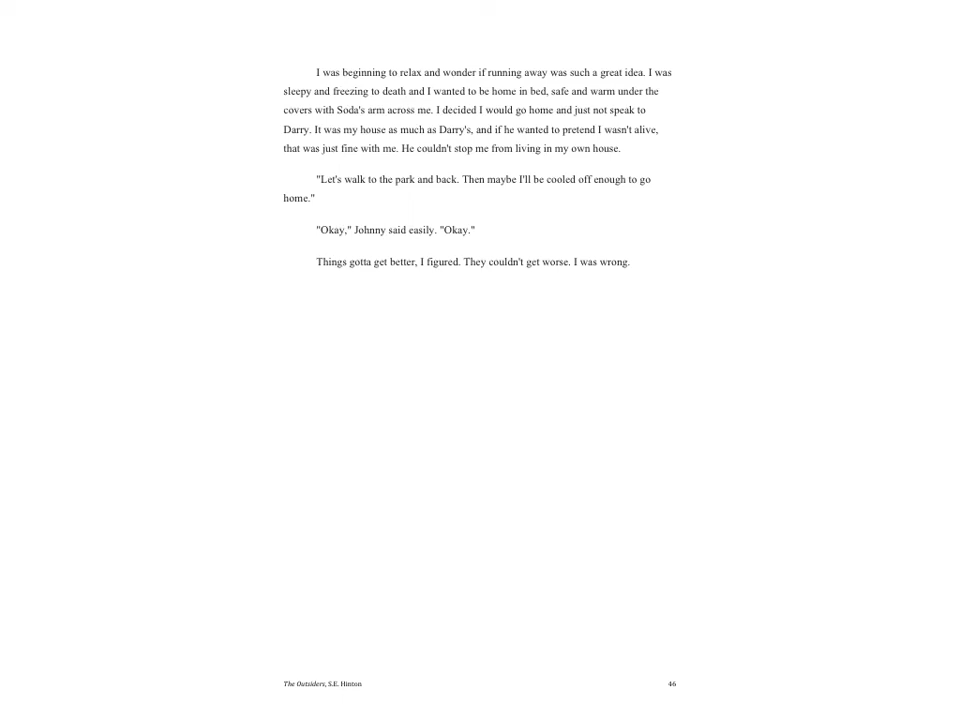 I was beginning to relax and wonder if running away was such a great idea. I was
sleepy and freezing to death and I wanted to be home in bed, safe and warm under the
covers with Soda's arm across me. I decided I would go home and just not speak to
Darry. It was my house as much as Darry's, and if he wanted to pretend I wasn't alive,
that was just fine with me. He couldn't stop me from living in my own house.
"Let's walk to the park and back. Then maybe I'll be cooled off enough to go
home."
"Okay," Johnny said easily. "Okay."
Things gotta get better, I figured. They couldn't get worse. I was wrong.
The Outsiders, S.E. Hinton 46